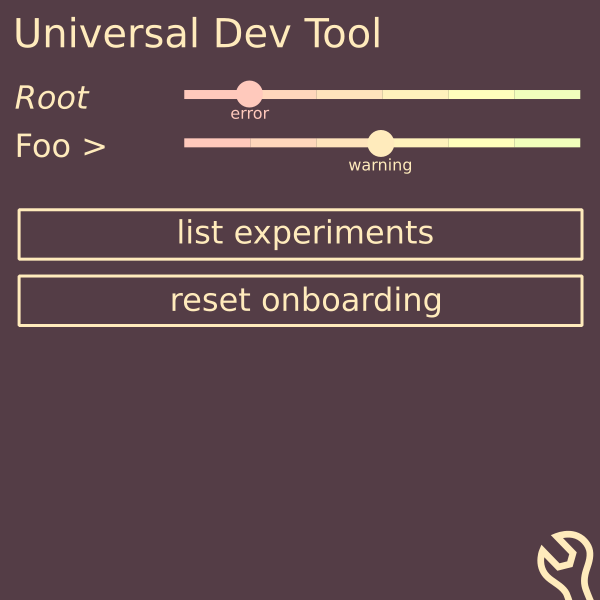 Universal Dev Tool
Root
error
Foo >
warning
list experiments
reset onboarding